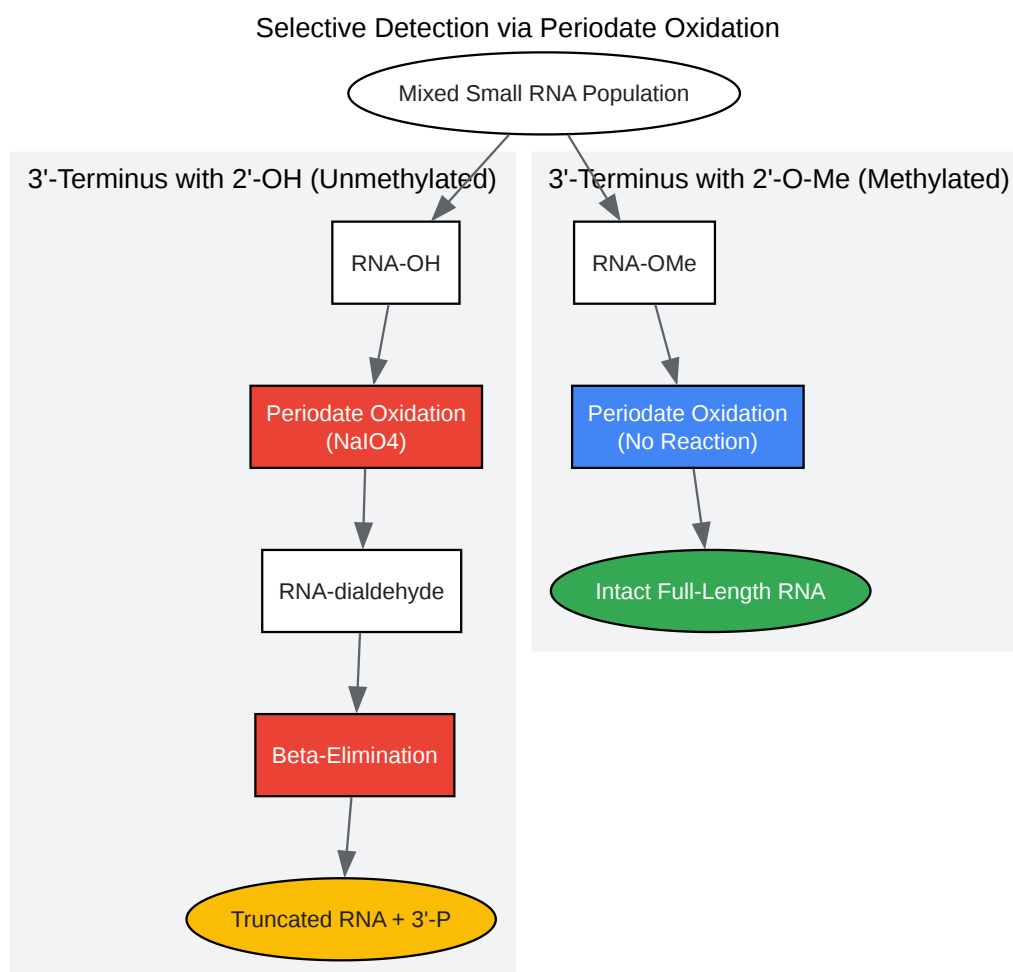 Selective Detection via Periodate Oxidation
Mixed Small RNA Population
3'-Terminus with 2'-OH (Unmethylated)
RNA-OH
Periodate Oxidation
(NaIO4)
RNA-dialdehyde
Beta-Elimination
Truncated RNA + 3'-P
3'-Terminus with 2'-O-Me (Methylated)
RNA-OMe
Periodate Oxidation
(No Reaction)
Intact Full-Length RNA